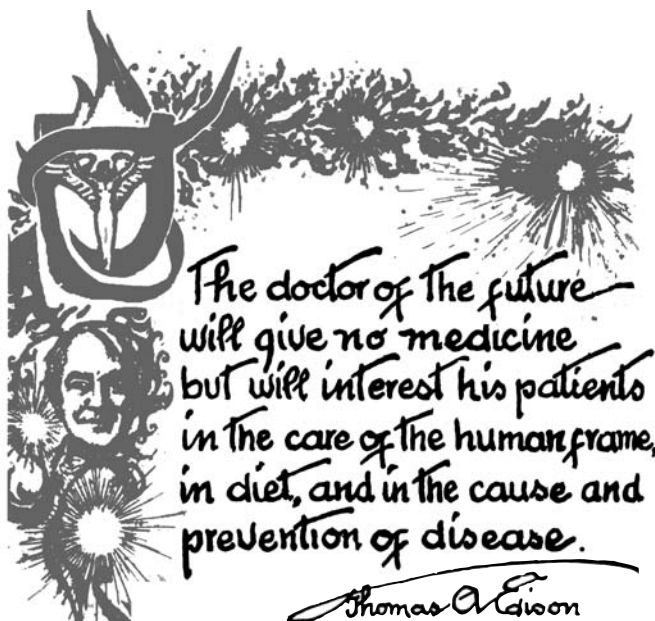 The doctor of the future
will give no medicine
but will interest his patients
in the care of the human frame,
in diet, and in the cause and
prevention of disease.
Thomas A Edison